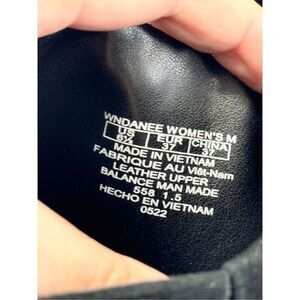 WNDANEE WOMEN'S M
US EUR CHINA
6½ 37 37
MADE IN VIETNAM
FABRIQUE AU Việt-Nam
LEATHER UPPER
BALANCE MAN MADE
558 1.5
HECHO EN VIETNAM
0522